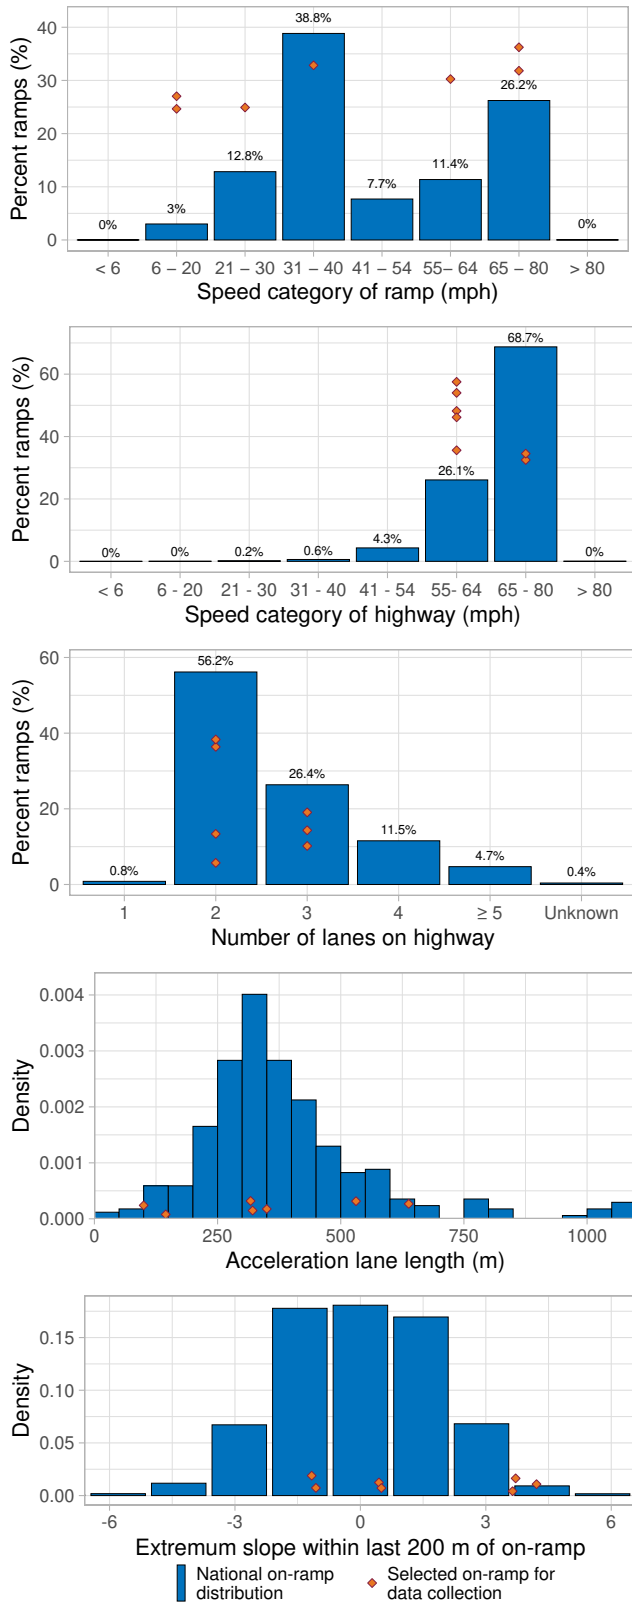 Percent ramps (%)
40
30
20
10
0
0%
3%
12.8%
38.8%
7.7%
11.4%
26.2%
0%
< 6
6 – 20
21 – 30
31 – 40
41 – 54
55– 64
65 – 80
> 80
Speed category of ramp (mph)
Percent ramps (%)
60
40
20
0
0%
0%
0.2%
0.6%
4.3%
26.1%
68.7%
0%
< 6
6 - 20
21 - 30
31 - 40
41 - 54
55- 64
65 - 80
> 80
Speed category of highway (mph)
Percent ramps (%)
60
40
20
0
0.8%
56.2%
26.4%
11.5%
4.7%
0.4%
1
2
3
4
≥ 5
Unknown
Number of lanes on highway
Density
0.004
0.003
0.002
0.001
0.000
0
250
500
750
1000
Acceleration lane length (m)
Density
0.15
0.10
0.05
0.00
-6
-3
0
3
6
Extremum slope within last 200 m of on-ramp
National on-ramp
distribution
Selected on-ramp for
data collection